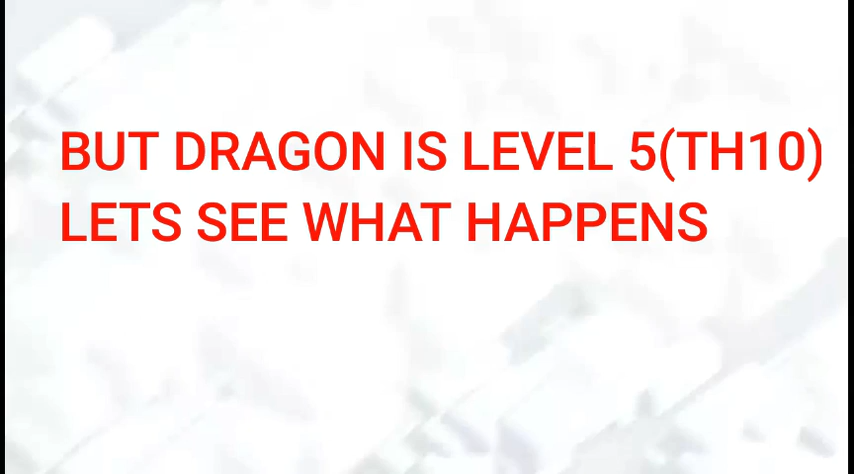 BUT DRAGON IS LEVEL 5(TH10)
LETS SEE WHAT HAPPENS